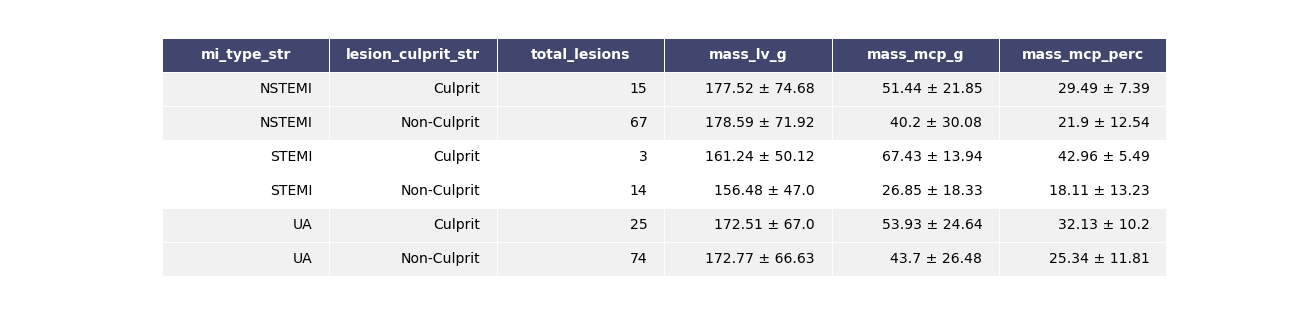 mi_type_str lesion_culprit_str total_lesions mass_lv_g mass_mcp_g mass_mcp_perc
NSTEMI Culprit 15 177.52 ± 74.68 51.44 ± 21.85 29.49 ± 7.39
NSTEMI Non-Culprit 67 178.59 ± 71.92 40.2 ± 30.08 21.9 ± 12.54
STEMI Culprit 3 161.24 ± 50.12 67.43 ± 13.94 42.96 ± 5.49
STEMI Non-Culprit 14 156.48 ± 47.0 26.85 ± 18.33 18.11 ± 13.23
UA Culprit 25 172.51 ± 67.0 53.93 ± 24.64 32.13 ± 10.2
UA Non-Culprit 74 172.77 ± 66.63 43.7 ± 26.48 25.34 ± 11.81